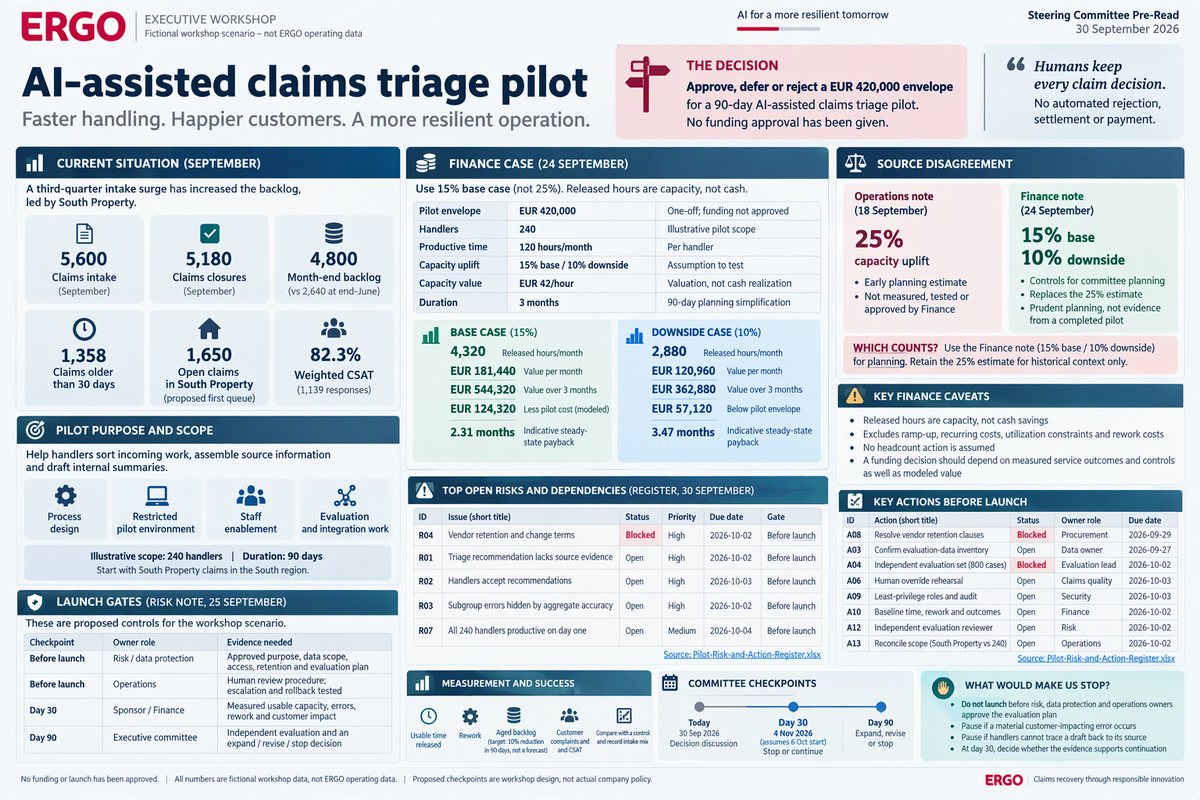 ERGO
EXECUTIVE WORKSHOP
Fictional workshop scenario – not ERGO operating data
AI for a more resilient tomorrow
Steering Committee Pre-Read
30 September 2026
AI-assisted claims triage pilot
Faster handling. Happier customers. A more resilient operation.
THE DECISION
Approve, defer or reject a EUR 420,000 envelope
for a 90-day AI-assisted claims triage pilot.
No funding approval has been given.
“ Humans keep
every claim decision.
No automated rejection,
settlement or payment.
CURRENT SITUATION (SEPTEMBER)
A third-quarter intake surge has increased the backlog,
led by South Property.
5,600
Claims intake
(September)
5,180
Claims closures
(September)
4,800
Month-end backlog
(vs 2,640 at end-June)
1,358
Claims older
than 30 days
1,650
Open claims
in South Property
(proposed first queue)
82.3%
Weighted CSAT
(1,139 responses)
PILOT PURPOSE AND SCOPE
Help handlers sort incoming work, assemble source information
and draft internal summaries.
Process
design
Restricted
pilot environment
Staff
enablement
Evaluation
and integration work
Illustrative scope: 240 handlers | Duration: 90 days
Start with South Property claims in the South region.
LAUNCH GATES (RISK NOTE, 25 SEPTEMBER)
These are proposed controls for the workshop scenario.
Checkpoint Owner role Evidence needed
Before launch Risk / data protection Approved purpose, data scope,
access, retention and evaluation plan
Before launch Operations Human review procedure;
escalation and rollback tested
Day 30 Sponsor / Finance Measured usable capacity, errors,
rework and customer impact
Day 90 Executive committee Independent evaluation and an
expand / revise / stop decision
FINANCE CASE (24 SEPTEMBER)
Use 15% base case (not 25%). Released hours are capacity, not cash.
Pilot envelope EUR 420,000 One-off; funding not approved
Handlers 240 Illustrative pilot scope
Productive time 120 hours/month Per handler
Capacity uplift 15% base / 10% downside Assumption to test
Capacity value EUR 42/hour Valuation, not cash realization
Duration 3 months 90-day planning simplification
BASE CASE (15%)
4,320 Released hours/month
EUR 181,440 Value per month
EUR 544,320 Value over 3 months
EUR 124,320 Less pilot cost (modeled)
2.31 months Indicative steady-
state payback
DOWNSIDE CASE (10%)
2,880 Released hours/month
EUR 120,960 Value per month
EUR 362,880 Value over 3 months
EUR 57,120 Below pilot envelope
3.47 months Indicative steady-state
payback
TOP OPEN RISKS AND DEPENDENCIES (REGISTER, 30 SEPTEMBER)
ID Issue (short title) Status Priority Due date Gate
R04 Vendor retention and change terms Blocked High 2026-10-02 Before launch
R01 Triage recommendation lacks source evidence Open High 2026-10-02 Before launch
R02 Handlers accept recommendations Open High 2026-10-03 Before launch
R03 Subgroup errors hidden by aggregate accuracy Open High 2026-10-02 Before launch
R07 All 240 handlers productive on day one Open Medium 2026-10-04 Before launch
Source: Pilot-Risk-and-Action-Register.xlsx
MEASUREMENT AND SUCCESS
Usable time
released
Rework
Aged backlog
(target: 10% reduction
in 90 days, not a forecast)
Customer
complaints
and CSAT
Compare with a control
and record intake mix
COMMITTEE CHECKPOINTS
Today
30 Sep 2026
Decision discussion
Day 30
4 Nov 2026
(assumes 6 Oct start)
Stop or continue
Day 90
Expand, revise
or stop
SOURCE DISAGREEMENT
Operations note
(18 September)
25%
capacity uplift
• Early planning estimate
• Not measured, tested or
approved by Finance
Finance note
(24 September)
15% base
10% downside
• Controls for committee planning
• Replaces the 25% estimate
• Prudent planning, not evidence
from a completed pilot
WHICH COUNTS? Use the Finance note (15% base / 10% downside)
for planning. Retain the 25% estimate for historical context only.
KEY FINANCE CAVEATS
• Released hours are capacity, not cash savings
• Excludes ramp-up, recurring costs, utilization constraints and rework costs
• No headcount action is assumed
• A funding decision should depend on measured service outcomes and controls
as well as modeled value
KEY ACTIONS BEFORE LAUNCH
ID Action (short title) Status Owner role Due date
A08 Resolve vendor retention clauses Blocked Procurement 2026-09-29
A03 Confirm evaluation-data inventory Open Data owner 2026-09-27
A04 Independent evaluation set (800 cases) Blocked Evaluation lead 2026-10-02
A06 Human override rehearsal Open Claims quality 2026-10-03
A09 Least-privilege roles and audit Open Security 2026-10-03
A10 Baseline time, rework and outcomes Open Finance 2026-10-02
A12 Independent evaluation reviewer Open Risk 2026-10-02
A13 Reconcile scope (South Property vs 240) Open Operations 2026-10-02
Source: Pilot-Risk-and-Action-Register.xlsx
WHAT WOULD MAKE US STOP?
• Do not launch before risk, data protection and operations owners
approve the evaluation plan
• Pause if a material customer-impacting error occurs
• Pause if handlers cannot trace a draft back to its source
• At day 30, decide whether the evidence supports continuation
No funding or launch has been approved. | All numbers are fictional workshop data, not ERGO operating data. | Proposed checkpoints are workshop design, not actual company policy.
ERGO | Claims recovery through responsible innovation